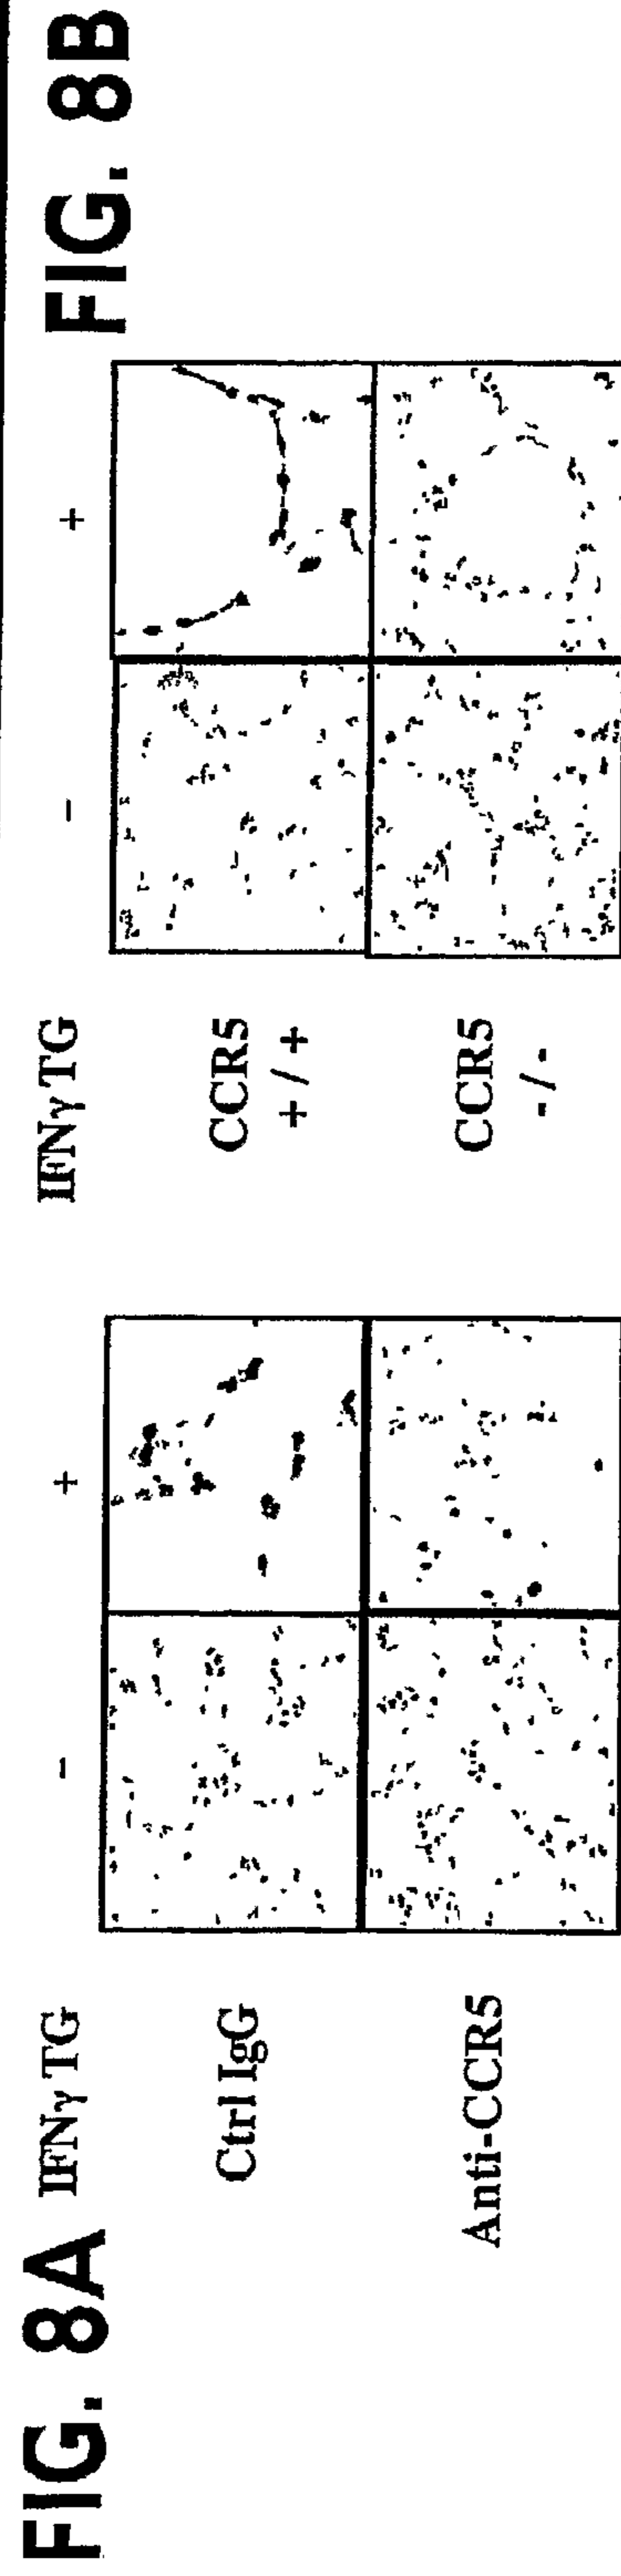 FIG. 8A
IFNγ TG
-
+
Ctrl IgG
Anti-CCR5
FIG. 8B
IFNγ TG
-
+
CCR5
+/+
CCR5
-/-